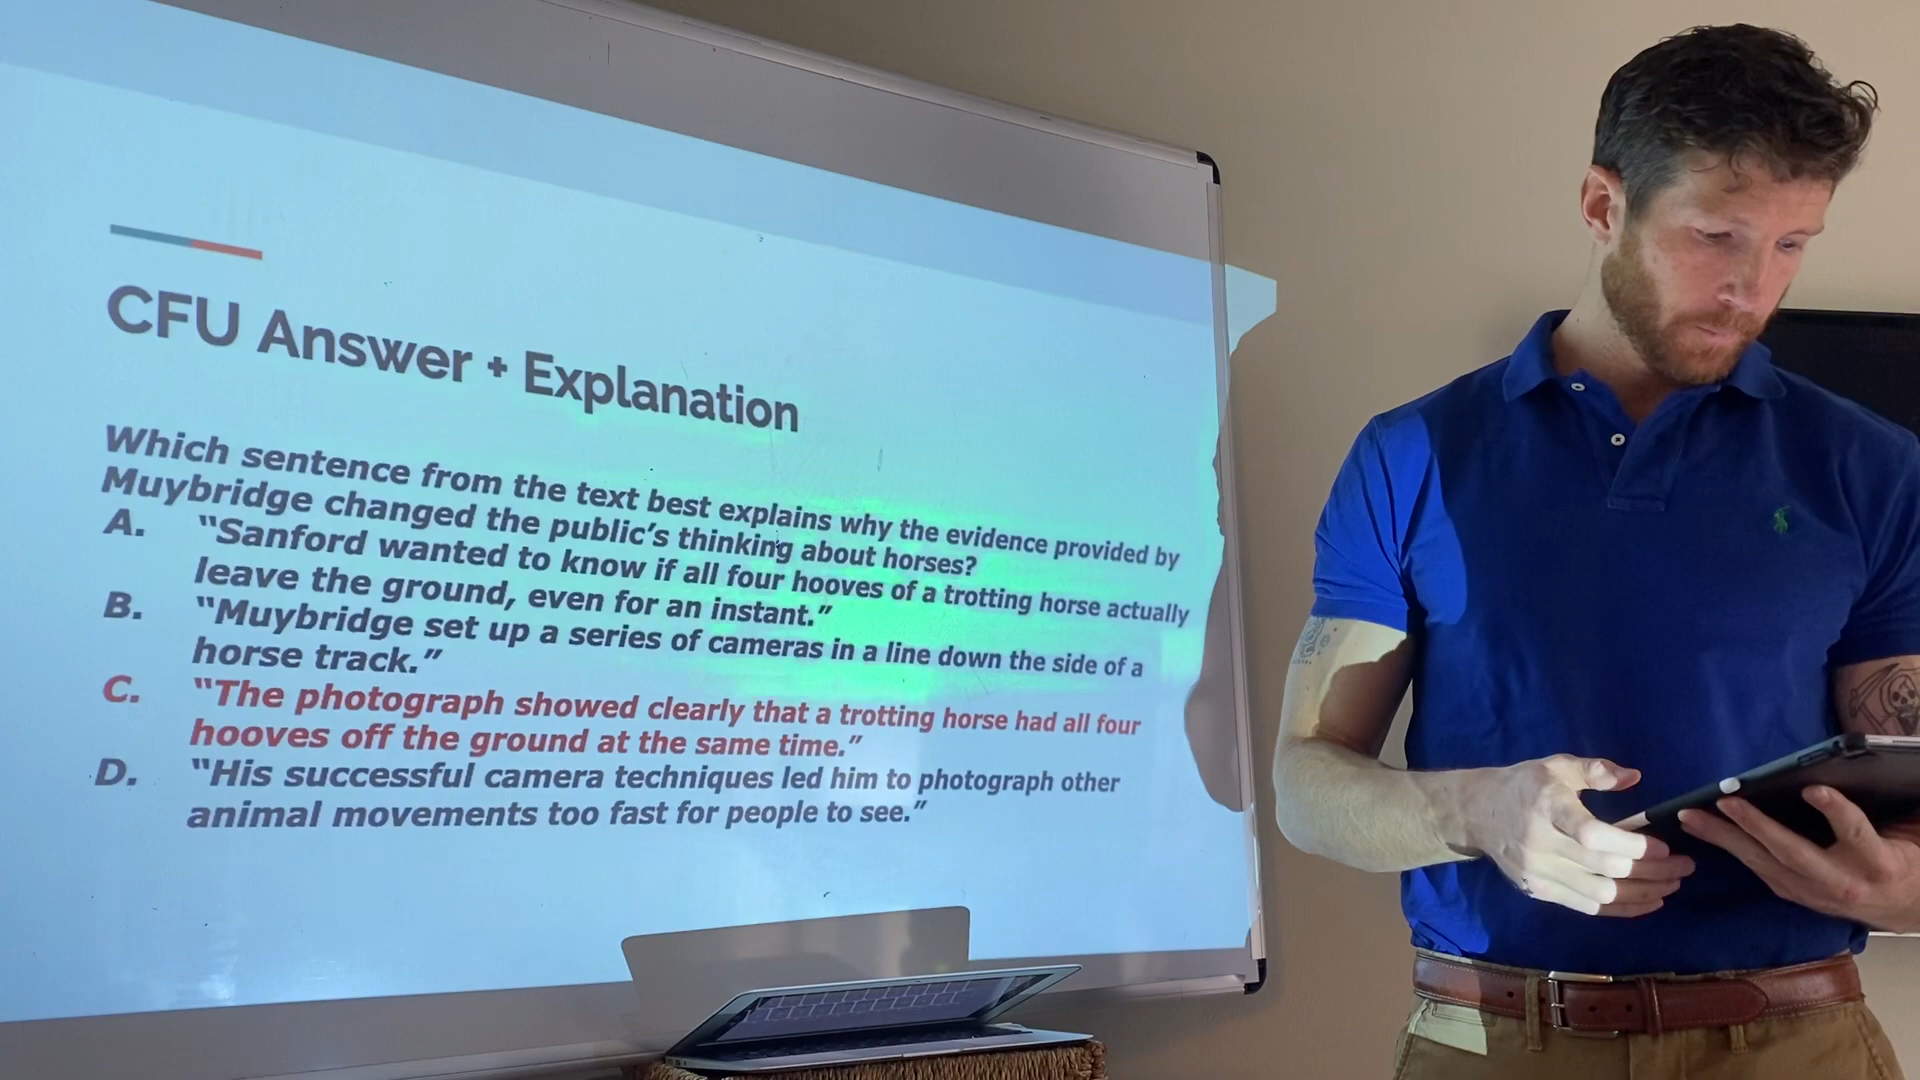 CFU Answer + Explanation
Which sentence from the text best explains why the evidence provided by
Muybridge changed the public's thinking about horses?
A. "Sanford wanted to know if all four hooves of a trotting horse actually
leave the ground, even for an instant."
B. "Muybridge set up a series of cameras in a line down the side of a
horse track."
C. "The photograph showed clearly that a trotting horse had all four
hooves off the ground at the same time."
D. "His successful camera techniques led him to photograph other
animal movements too fast for people to see."